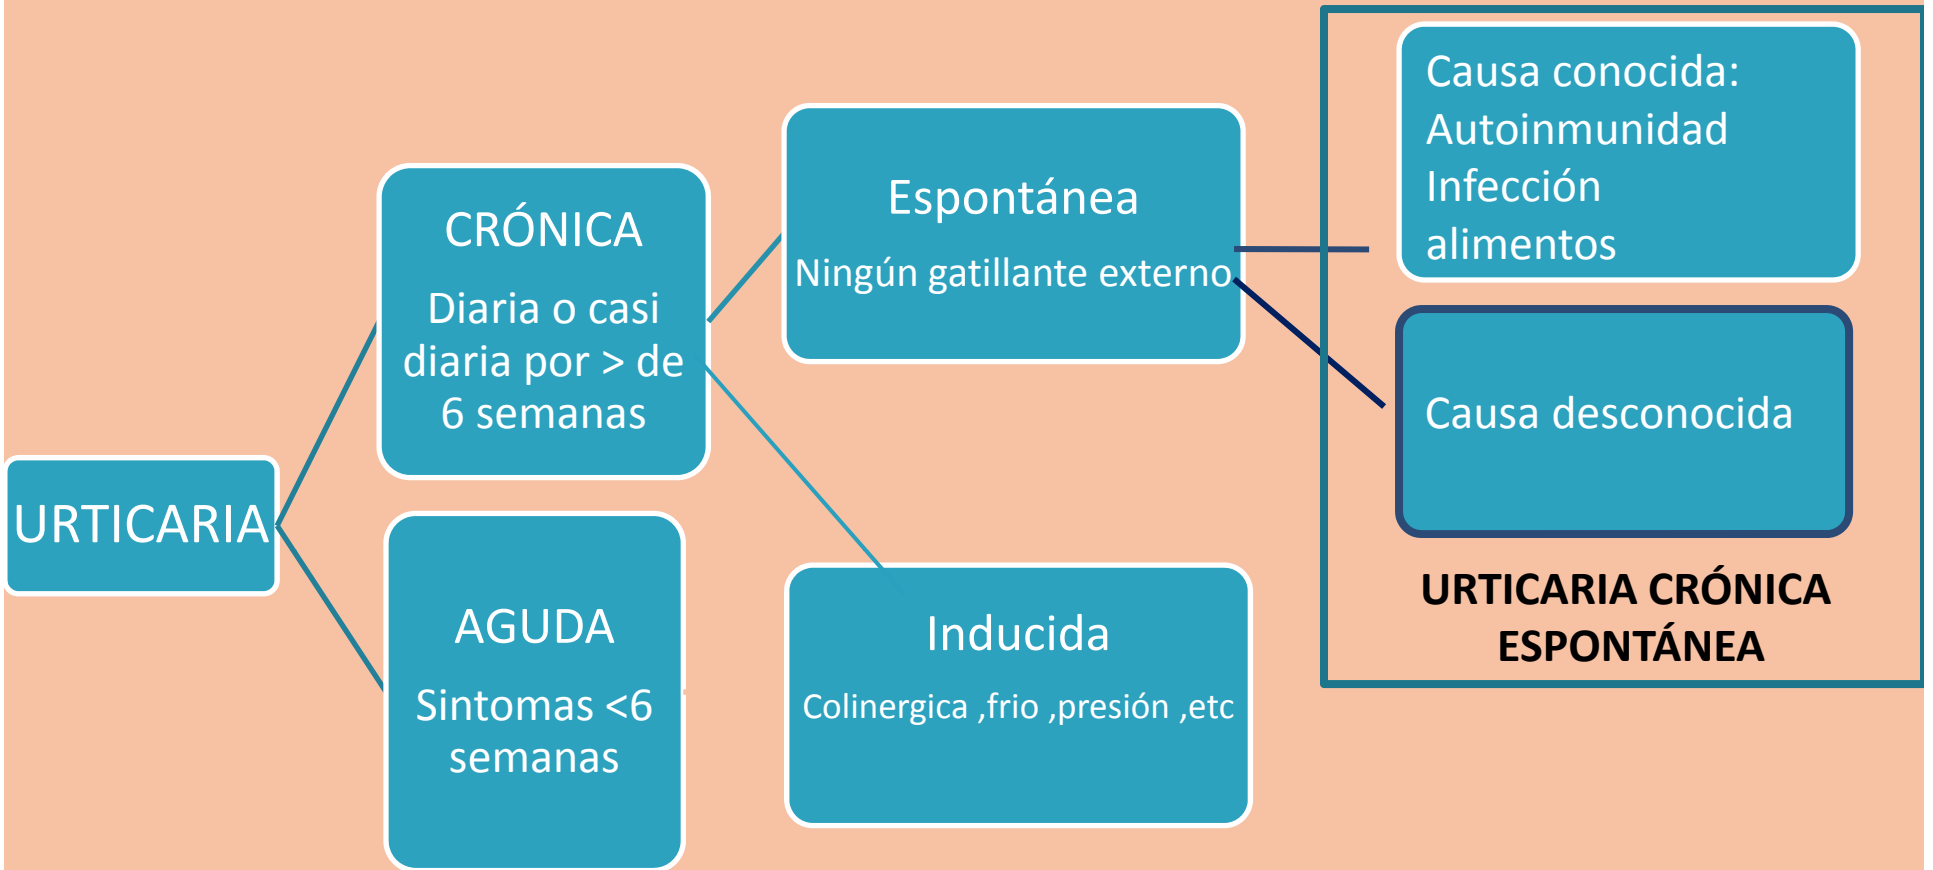 URTICARIA
CRÓNICA
Diaria o casi
diaria por > de
6 semanas
AGUDA
Sintomas <6
semanas
Espontánea
Ningún gatillante externo
Inducida
Colinergica ,frio ,presión ,etc
Causa conocida:
Autoinmunidad
Infección
alimentos
Causa desconocida
URTICARIA CRÓNICA
ESPONTÁNEA